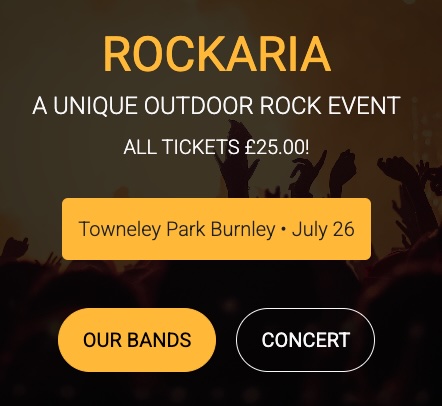 ROCKARIA
A UNIQUE OUTDOOR ROCK EVENT
ALL TICKETS £25.00!
Towneley Park Burnley • July 26
OUR BANDS
CONCERT